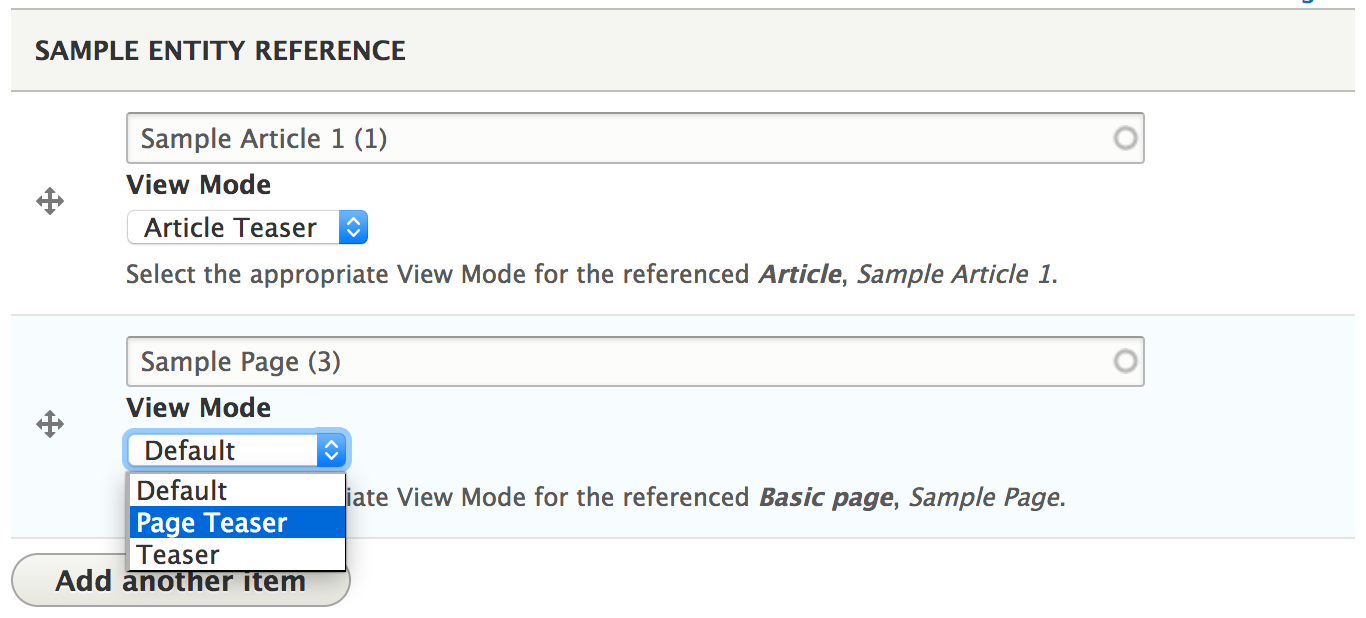 SAMPLE ENTITY REFERENCE
Sample Article 1 (1)
View Mode
Article Teaser
Select the appropriate View Mode for the referenced Article, Sample Article 1.
Sample Page (3)
View Mode
Default
Default
Page Teaser
Teaser
View Mode for the referenced Basic page, Sample Page.
Add another item